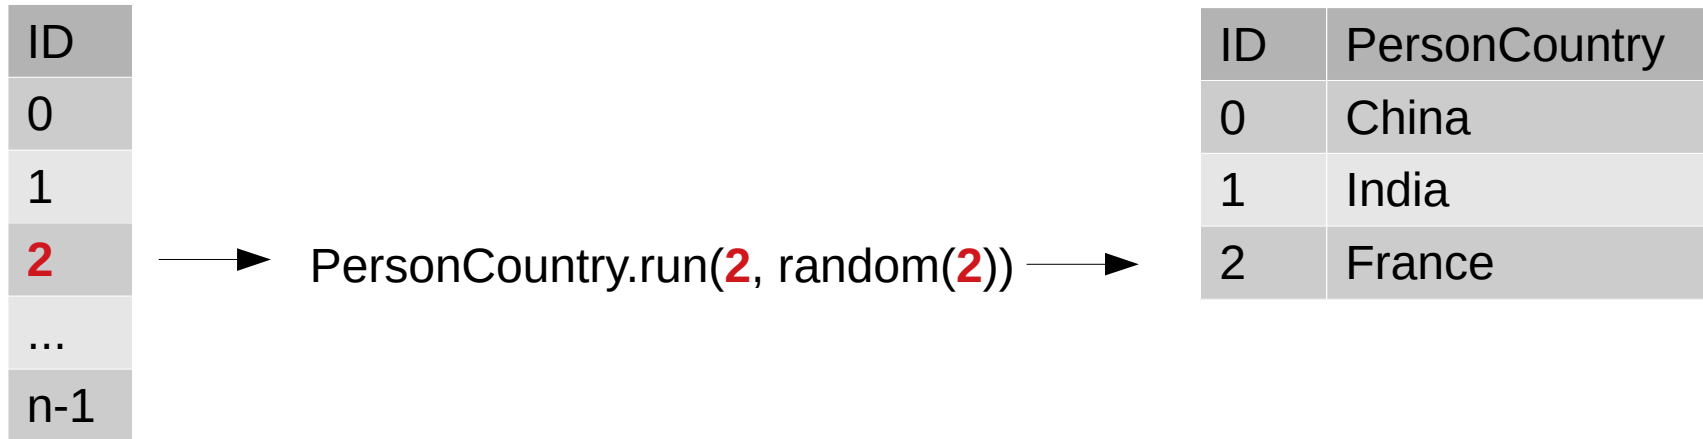 ID
0
1
2
...
n-1
PersonCountry.run(2, random(2))
ID PersonCountry
0 China
1 India
2 France